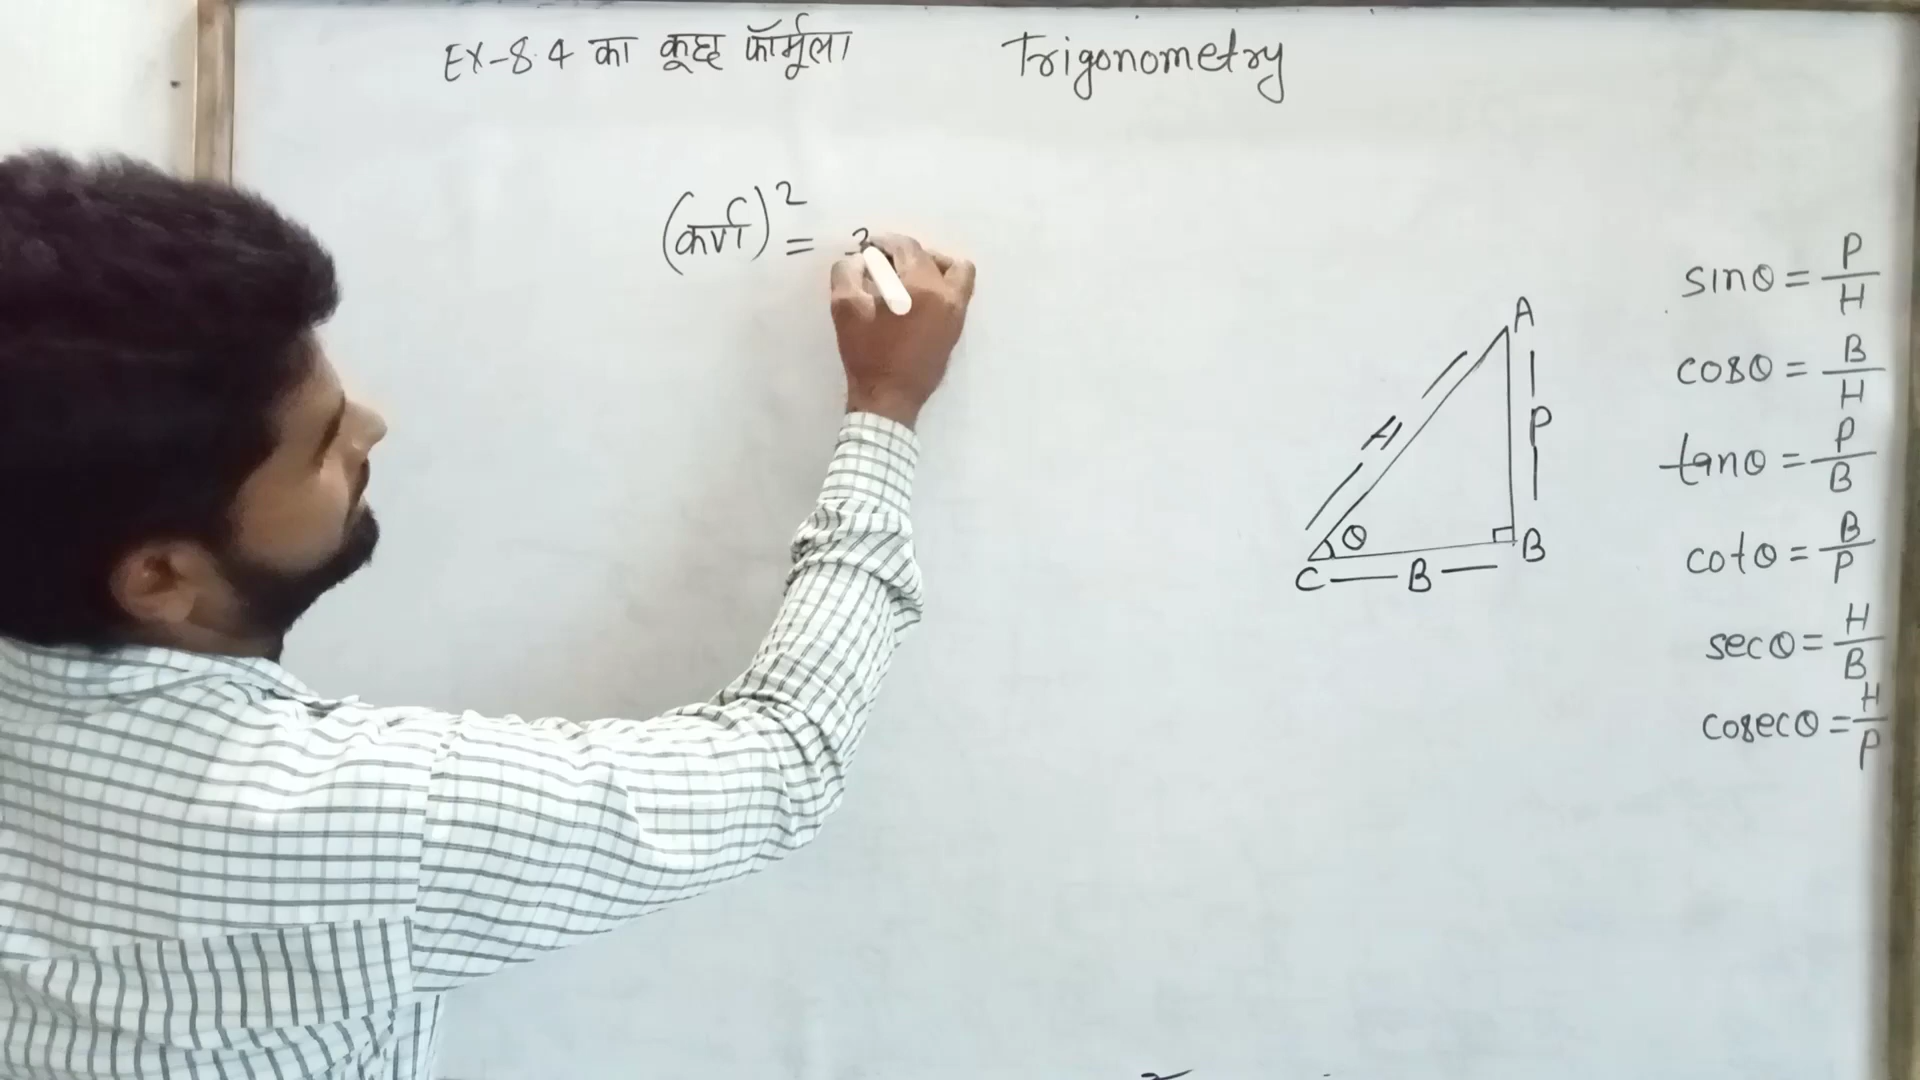 EX-8.4 का कूछ फॉर्मूला Trigonometry
(कर्ण)² =
sinθ = P/H
A
cosθ = B/H
H
P
tanθ = P/B
θ
B
C — B —
cotθ = B/P
secθ = H/B
cosecθ = H/P